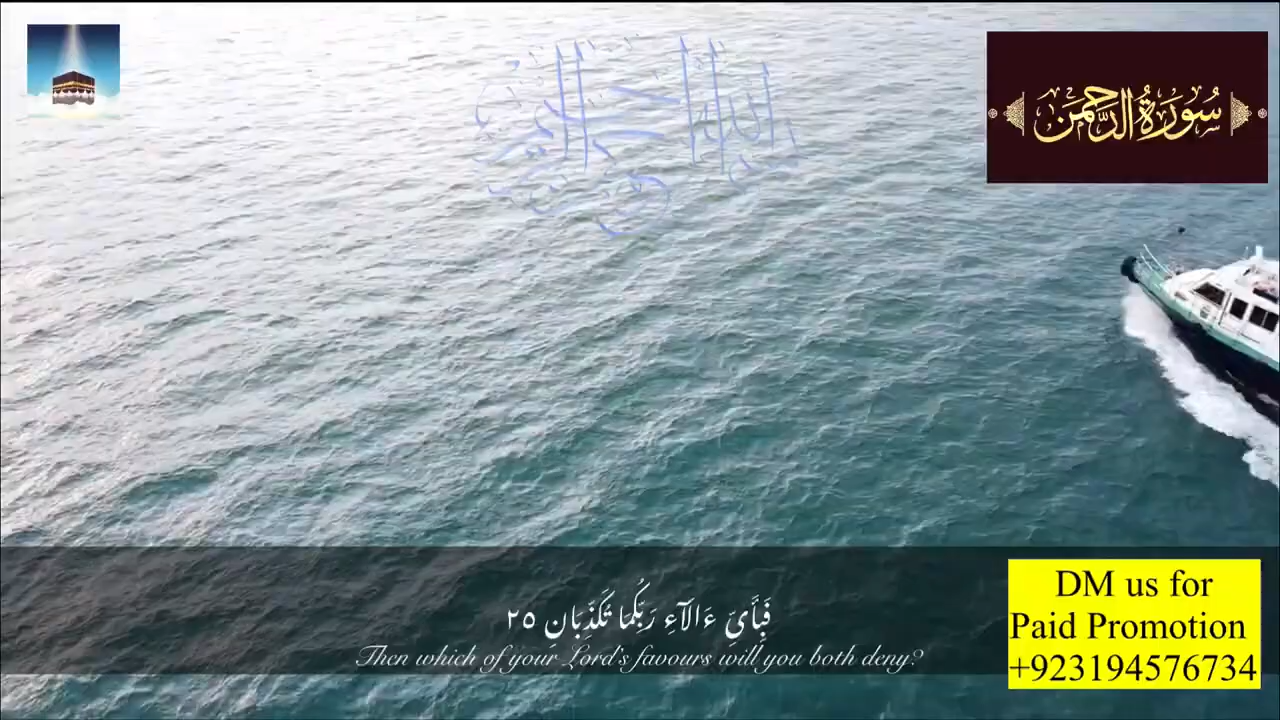 سُورَةُ الرَّحْمٰن
فَبِأَيِّ ءَالَآءِ رَبِّكُمَا تُكَذِّبَانِ ٢٥
Then which of your Lord's favours will you both deny?
DM us for
Paid Promotion
+923194576734